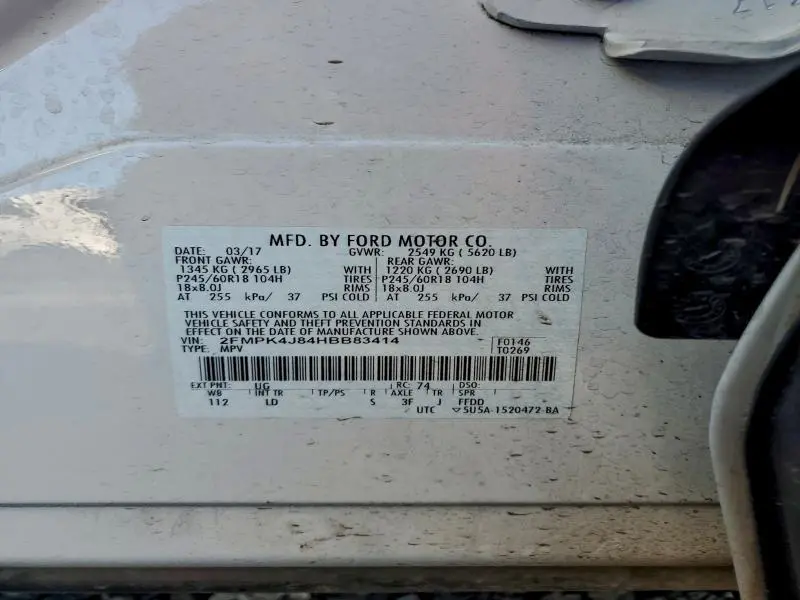 MFD. BY FORD MOTOR CO.
DATE: 03/17 GVWR: 2549 KG ( 5620 LB)
FRONT GAWR: REAR GAWR:
1345 KG ( 2965 LB) WITH 1220 KG ( 2690 LB) WITH
P245/60R18 104H TIRES P245/60R18 104H TIRES
18x8.0J RIMS 18x8.0J RIMS
AT 255 kPa/ 37 PSI COLD AT 255 kPa/ 37 PSI COLD
THIS VEHICLE CONFORMS TO ALL APPLICABLE FEDERAL MOTOR
VEHICLE SAFETY AND THEFT PREVENTION STANDARDS IN
EFFECT ON THE DATE OF MANUFACTURE SHOWN ABOVE.
VIN: 2FMPK4J84HBB83414 F0146
TYPE: MPV T0269
EXT PNT: UG RC: 74 DSO:
WB INT TR TP/PS R AXLE TR SPR
112 LD S 3F J FFDD
UTC ▽5U5A-1520472-BA